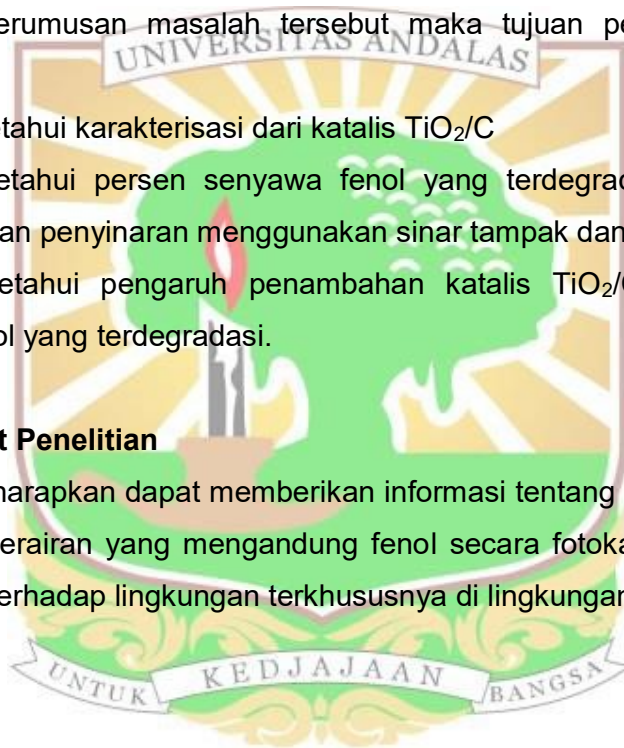 erumusan masalah tersebut maka tujuan pe
UNIVERSITAS ANDALAS
tahui karakterisasi dari katalis TiO₂/C
etahui persen senyawa fenol yang terdegrad
an penyinaran menggunakan sinar tampak dan
etahui pengaruh penambahan katalis TiO₂/C
ol yang terdegradasi.
t Penelitian
harapkan dapat memberikan informasi tentang
erairan yang mengandung fenol secara fotoka
erhadap lingkungan terkhususnya di lingkungan
UNTUK KEDJAJAAN BANGSA